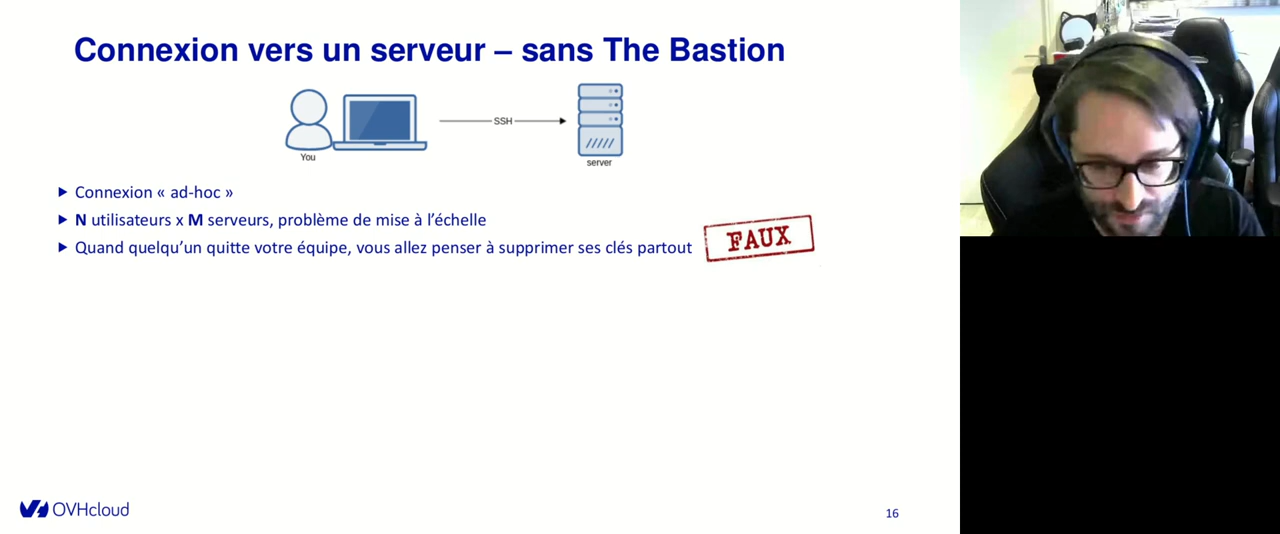 Connexion vers un serveur – sans The Bastion
SSH
You
server
Connexion « ad-hoc »
N utilisateurs x M serveurs, problème de mise à l’échelle
Quand quelqu’un quitte votre équipe, vous allez penser à supprimer ses clés partout
FAUX
OVHcloud
16